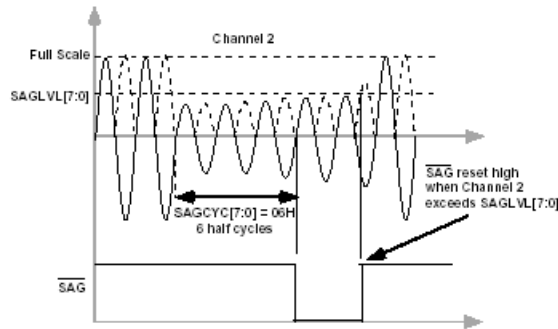 Channel 2
Full Scale
SAGLVL[7:0]
SAG reset high
when Channel 2
exceeds SAGLVL[7:0]
SAGCYC[7:0] = 06H
6 half cycles
SAG